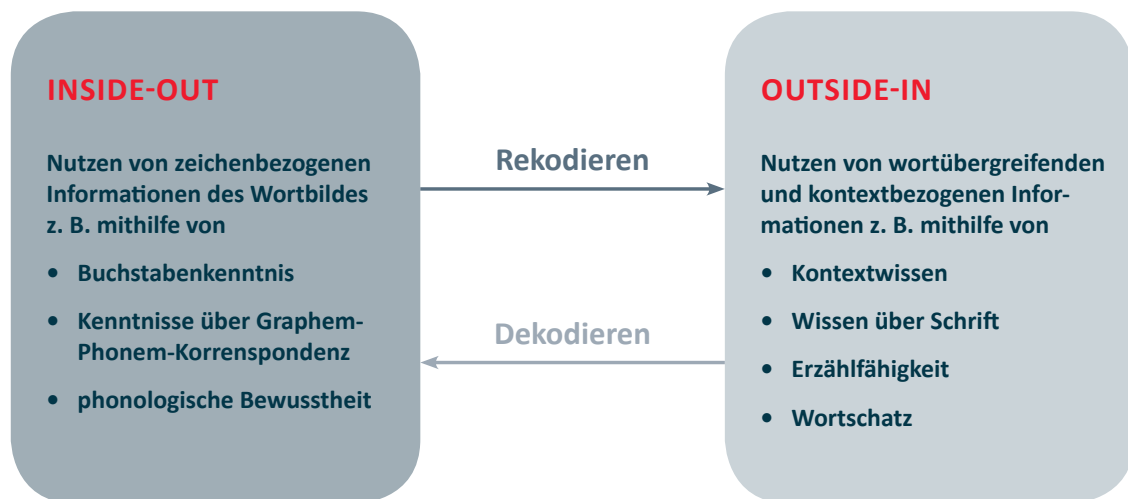 INSIDE-OUT
Nutzen von zeichenbezogenen
Informationen des Wortbildes
z. B. mithilfe von
• Buchstabenkenntnis
• Kenntnisse über Graphem-
Phonem-Korrenspondenz
• phonologische Bewusstheit
Rekodieren
Dekodieren
OUTSIDE-IN
Nutzen von wortübergreifenden
und kontextbezogenen Infor-
mationen z. B. mithilfe von
• Kontextwissen
• Wissen über Schrift
• Erzählfähigkeit
• Wortschatz